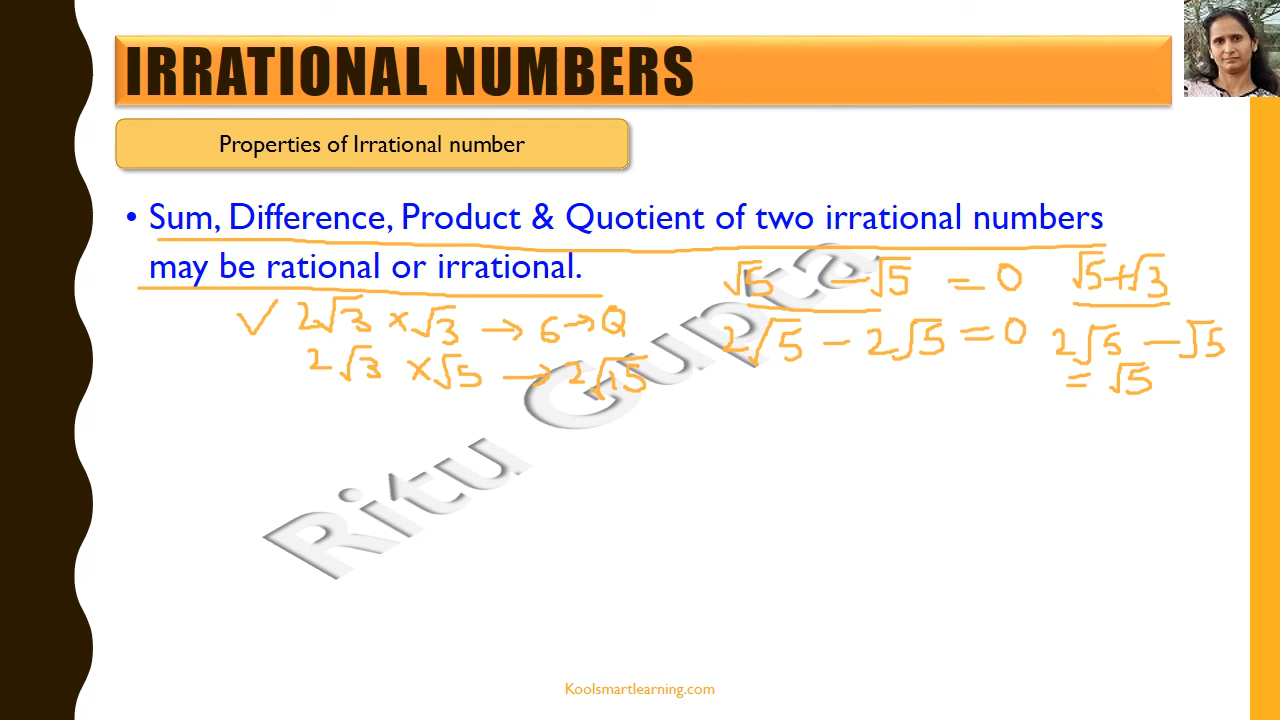 IRRATIONAL NUMBERS
Properties of Irrational number
• Sum, Difference, Product & Quotient of two irrational numbers
may be rational or irrational.
√5 - √5 = 0
√5+√3
✓ 2√3 × √3 → 6 → Q
2√5 - 2√5 = 0
2√5 - √5
2√3 × √5 → 2√15
= √5
Ritu Gupta
Koolsmartlearning.com